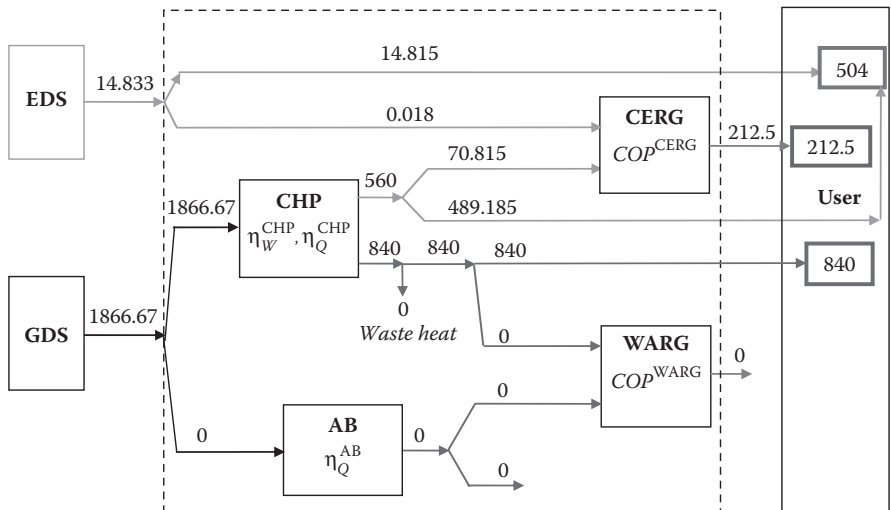 14.815
504
14.833
EDS
0.018
CERG
COP^CERG
212.5
212.5
70.815
560
CHP
η_W^CHP, η_Q^CHP
1866.67
489.185
User
840
840
840
840
0
Waste heat
1866.67
GDS
0
WARG
COP^WARG
0
0
AB
η_Q^AB
0
0
0